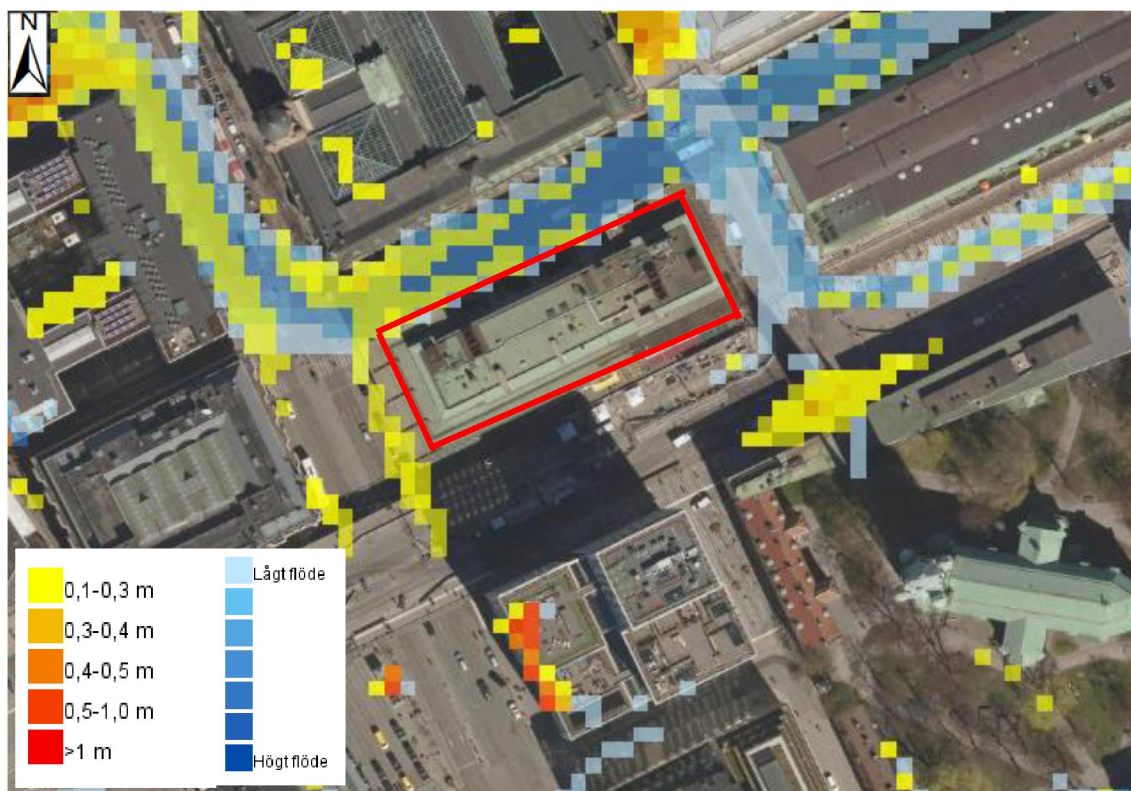 N
0,1-0,3 m
0,3-0,4 m
0,4-0,5 m
0,5-1,0 m
>1 m
Lågt flöde
Högt flöde